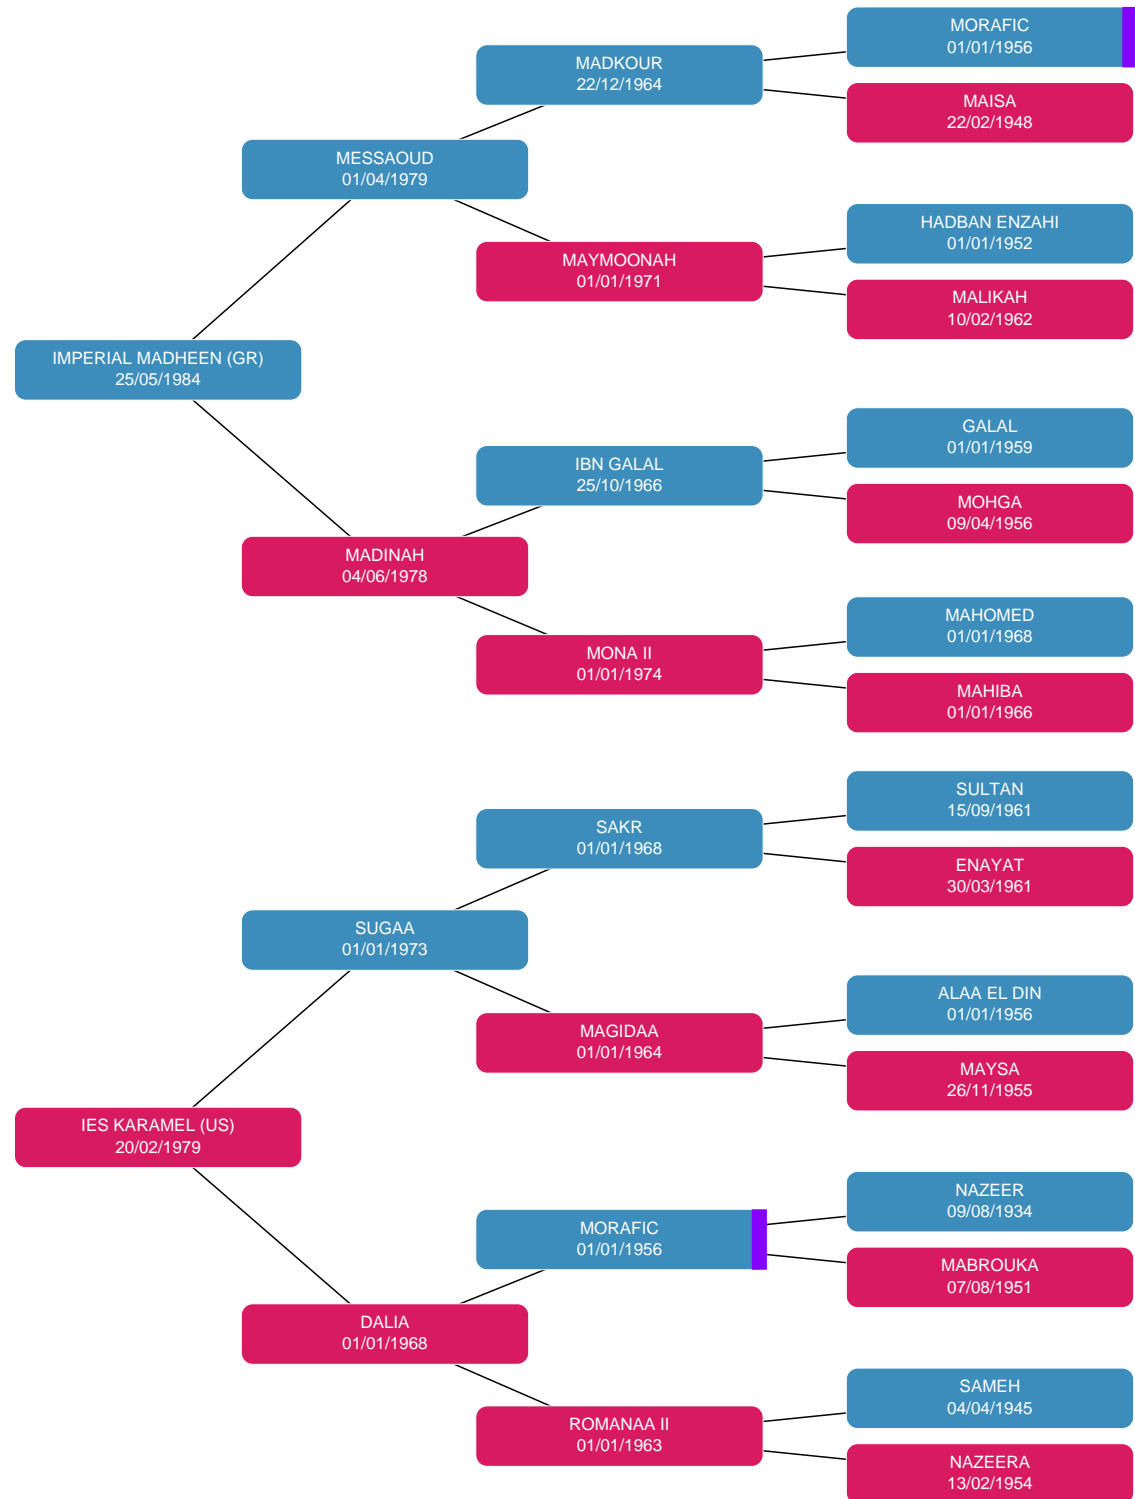 MORAFIC
01/01/1956
MADKOUR
22/12/1964
MAISA
22/02/1948
MESSAOUD
01/04/1979
HADBAN ENZAHI
01/01/1952
MAYMOONAH
01/01/1971
MALIKAH
10/02/1962
IMPERIAL MADHEEN (GR)
25/05/1984
GALAL
01/01/1959
IBN GALAL
25/10/1966
MOHGA
09/04/1956
MADINAH
04/06/1978
MAHOMED
01/01/1968
MONA II
01/01/1974
MAHIBA
01/01/1966
SULTAN
15/09/1961
SAKR
01/01/1968
ENAYAT
30/03/1961
SUGAA
01/01/1973
ALAA EL DIN
01/01/1956
MAGIDAA
01/01/1964
MAYSA
26/11/1955
IES KARAMEL (US)
20/02/1979
NAZEER
09/08/1934
MORAFIC
01/01/1956
MABROUKA
07/08/1951
DALIA
01/01/1968
SAMEH
04/04/1945
ROMANAA II
01/01/1963
NAZEERA
13/02/1954